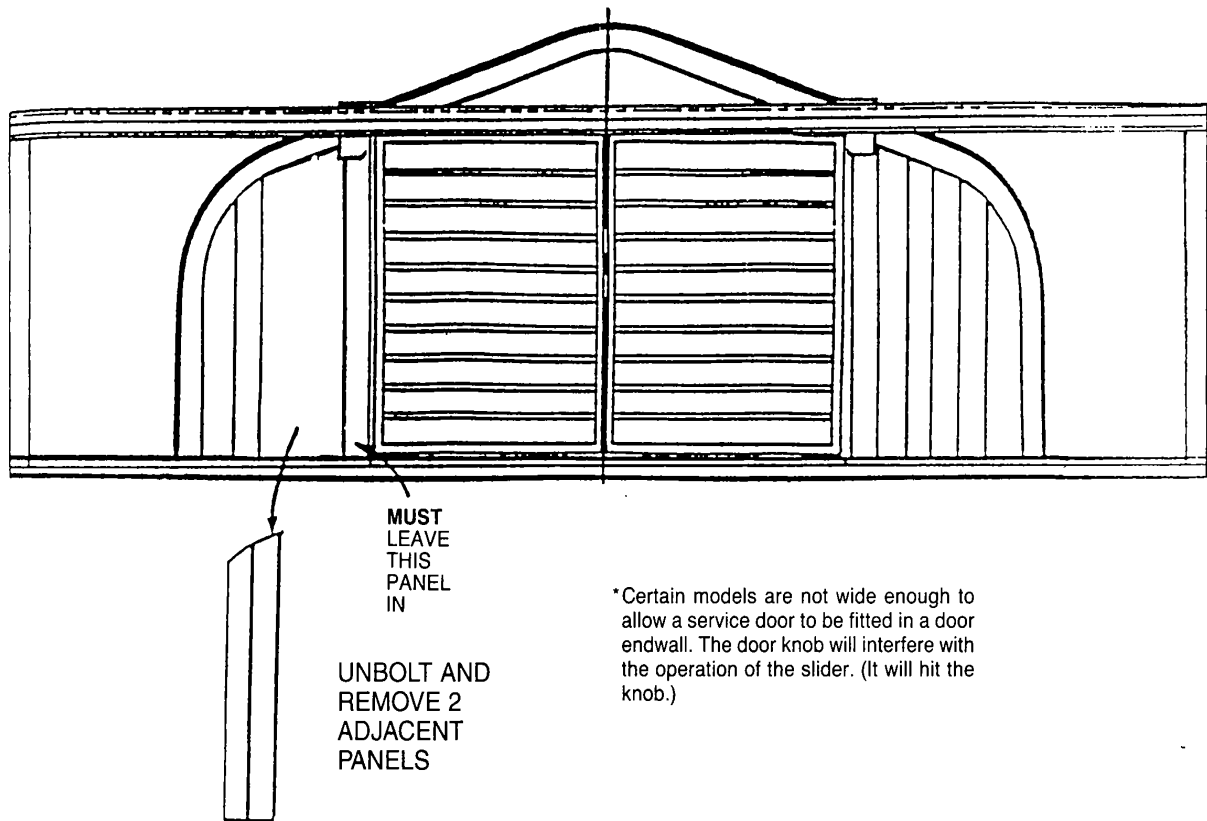 MUST
LEAVE
THIS
PANEL
IN
UNBOLT AND
REMOVE 2
ADJACENT
PANELS
*Certain models are not wide enough to
allow a service door to be fitted in a door
endwall. The door knob will interfere with
the operation of the slider. (It will hit the
knob.)